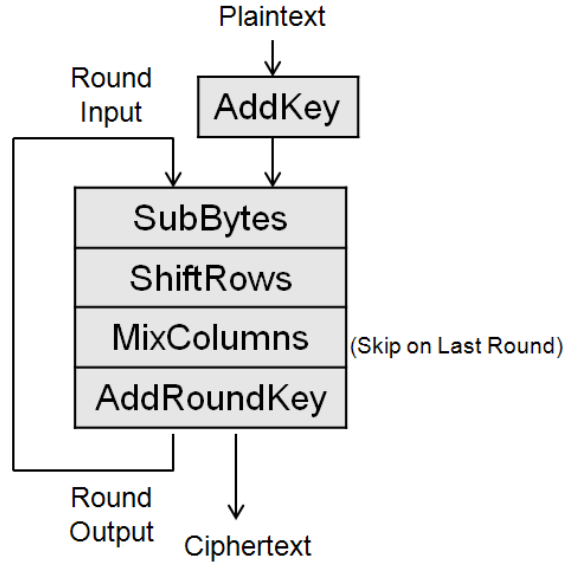 Plaintext
Round
Input
AddKey
SubBytes
ShiftRows
MixColumns
(Skip on Last Round)
AddRoundKey
Round
Output
Ciphertext